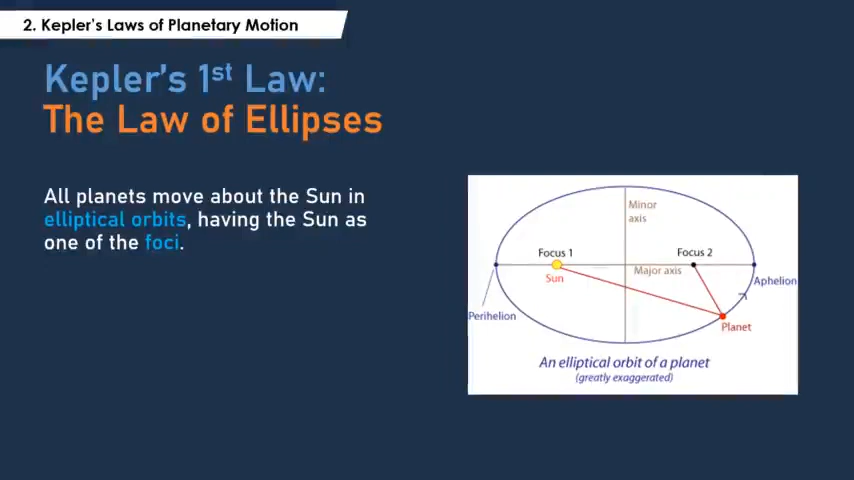 2. Kepler's Laws of Planetary Motion
Kepler's 1st Law:
The Law of Ellipses
All planets move about the Sun in
elliptical orbits, having the Sun as
one of the foci.
Minor
axis
Focus 1
Focus 2
Major axis
Sun
Aphelion
Perihelion
Planet
An elliptical orbit of a planet
(greatly exaggerated)